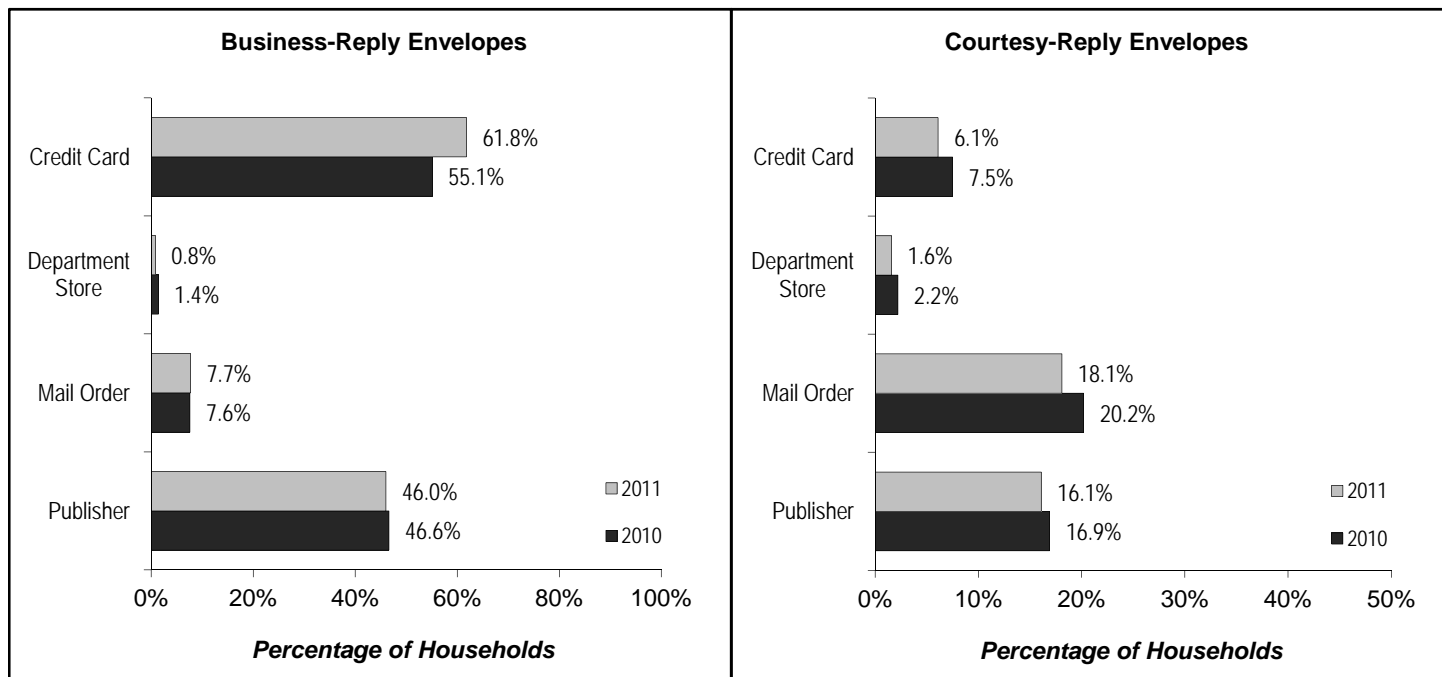 Business-Reply Envelopes
Credit Card
61.8%
55.1%
Department
Store
0.8%
1.4%
Mail Order
7.7%
7.6%
Publisher
46.0%
46.6%
2011
2010
0%
20%
40%
60%
80%
100%
Percentage of Households
Courtesy-Reply Envelopes
Credit Card
6.1%
7.5%
Department
Store
1.6%
2.2%
Mail Order
18.1%
20.2%
Publisher
16.1%
16.9%
2011
2010
0%
10%
20%
30%
40%
50%
Percentage of Households